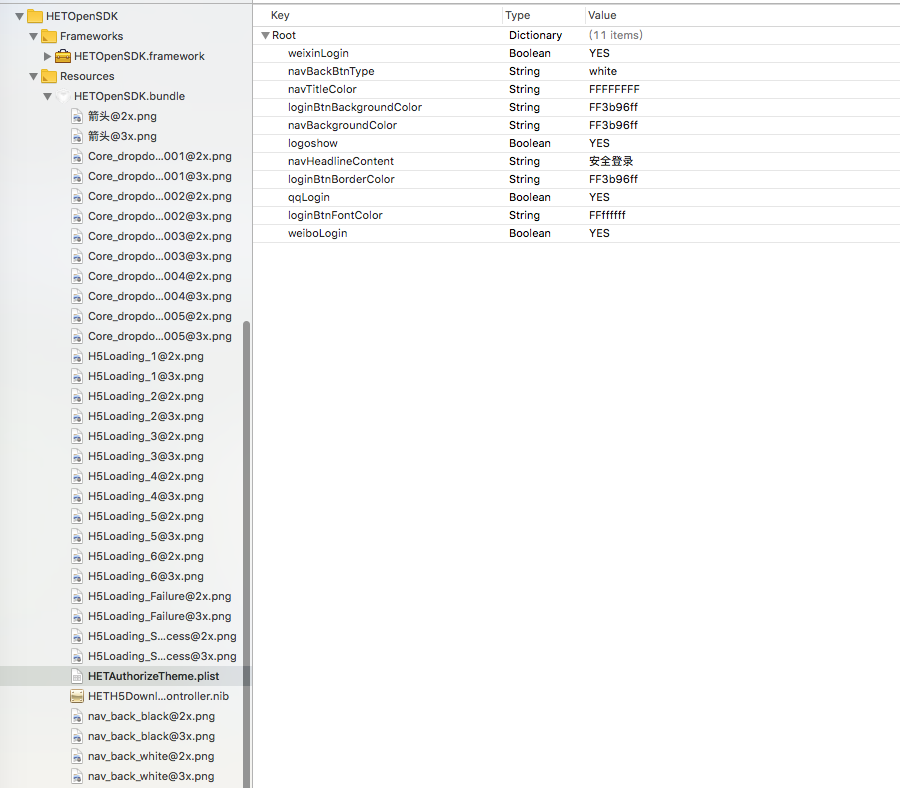 HETOpenSDK
Frameworks
HETOpenSDK.framework
Resources
HETOpenSDK.bundle
箭头@2x.png
箭头@3x.png
Core_dropdo...001@2x.png
Core_dropdo...001@3x.png
Core_dropdo...002@2x.png
Core_dropdo...002@3x.png
Core_dropdo...003@2x.png
Core_dropdo...003@3x.png
Core_dropdo...004@2x.png
Core_dropdo...004@3x.png
Core_dropdo...005@2x.png
Core_dropdo...005@3x.png
H5Loading_1@2x.png
H5Loading_1@3x.png
H5Loading_2@2x.png
H5Loading_2@3x.png
H5Loading_3@2x.png
H5Loading_3@3x.png
H5Loading_4@2x.png
H5Loading_4@3x.png
H5Loading_5@2x.png
H5Loading_5@3x.png
H5Loading_6@2x.png
H5Loading_6@3x.png
H5Loading_Failure@2x.png
H5Loading_Failure@3x.png
H5Loading_S...cess@2x.png
H5Loading_S...cess@3x.png
HETAuthorizeTheme.plist
HETH5Downl...ontroller.nib
nav_back_black@2x.png
nav_back_black@3x.png
nav_back_white@2x.png
nav_back_white@3x.png
Key Type Value
Root Dictionary (11 items)
weixinLogin Boolean YES
navBackBtnType String white
navTitleColor String FFFFFFFF
loginBtnBackgroundColor String FF3b96ff
navBackgroundColor String FF3b96ff
logoshow Boolean YES
navHeadlineContent String 安全登录
loginBtnBorderColor String FF3b96ff
qqLogin Boolean YES
loginBtnFontColor String FFffffff
weiboLogin Boolean YES